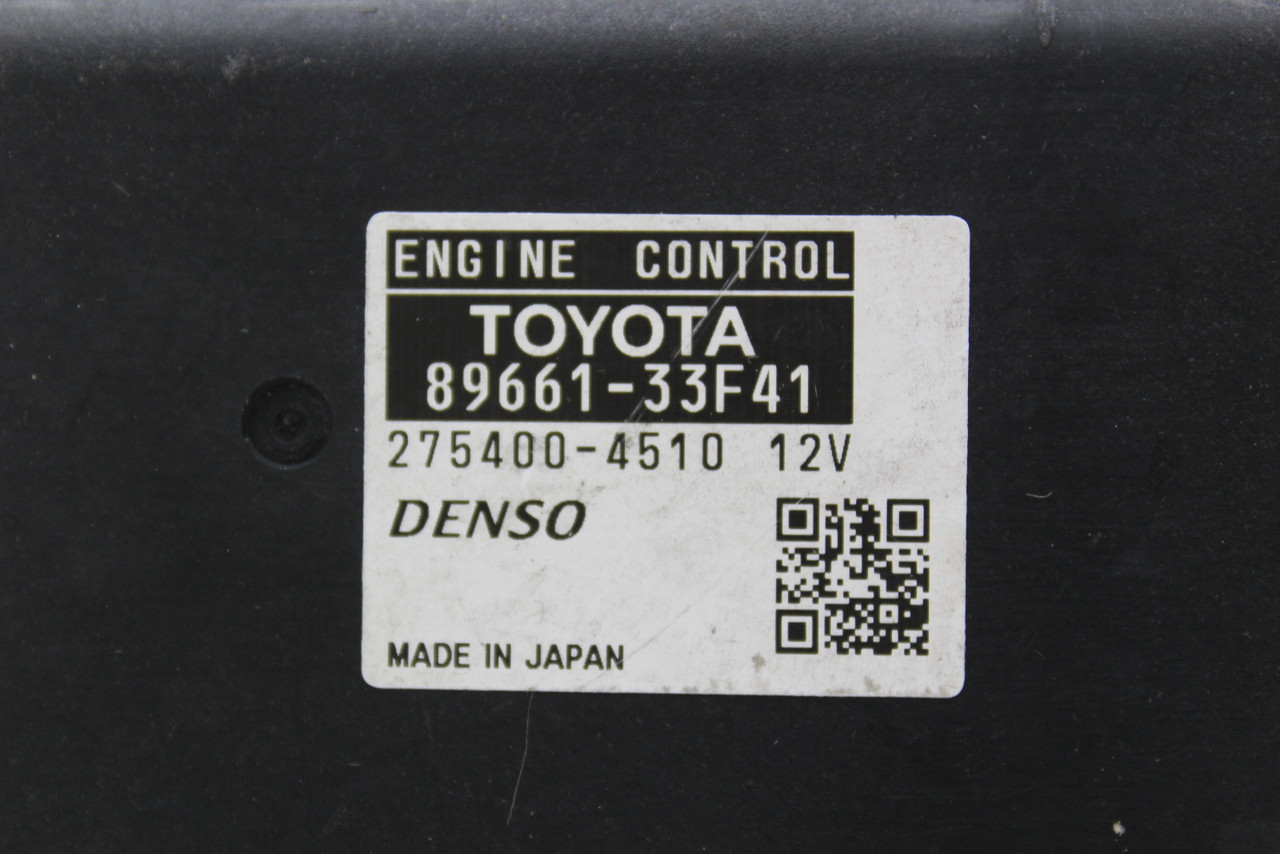 ENGINE CONTROL
TOYOTA
89661-33F41
275400-4510 12V
DENSO
MADE IN JAPAN